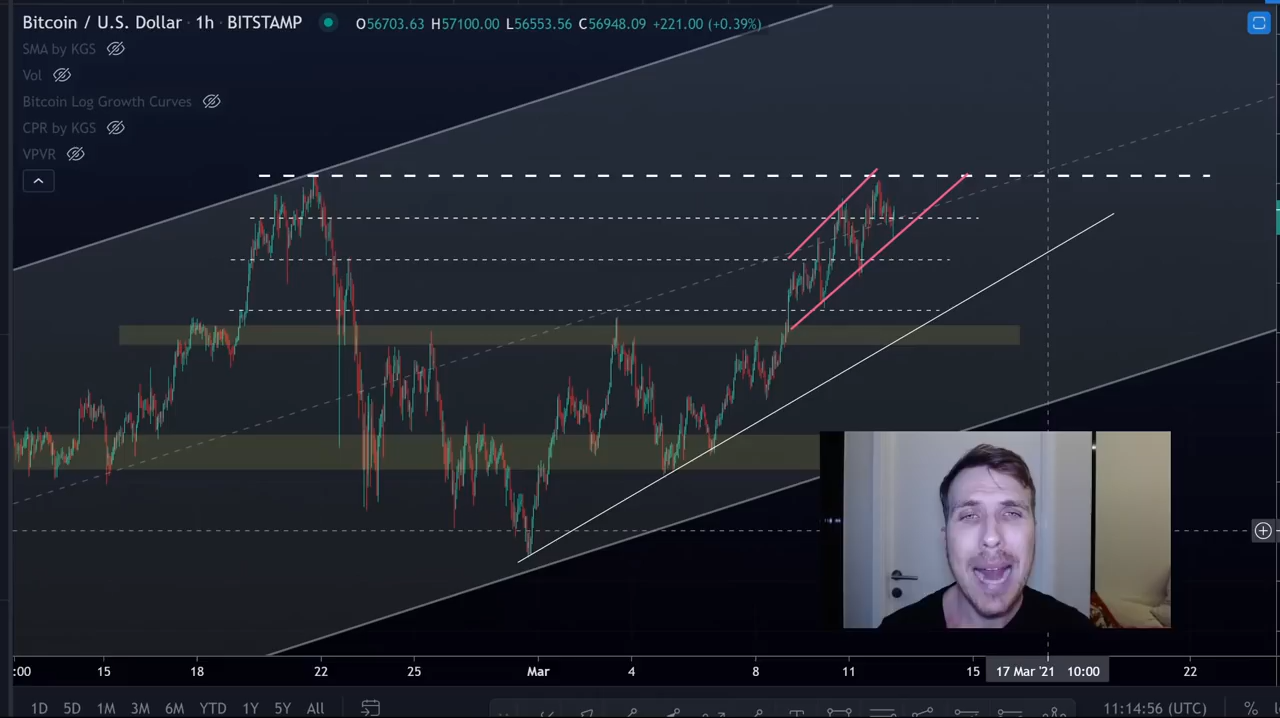 Bitcoin / U.S. Dollar · 1h · BITSTAMP O56703.63 H57100.00 L56553.56 C56948.09 +221.00 (+0.39%)
SMA by KGS
Vol
Bitcoin Log Growth Curves
CPR by KGS
VPVR
:00 15 18 22 25 Mar 4 8 11 15 17 Mar '21 10:00 22
1D 5D 1M 3M 6M YTD 1Y 5Y All 11:14:56 (UTC) %